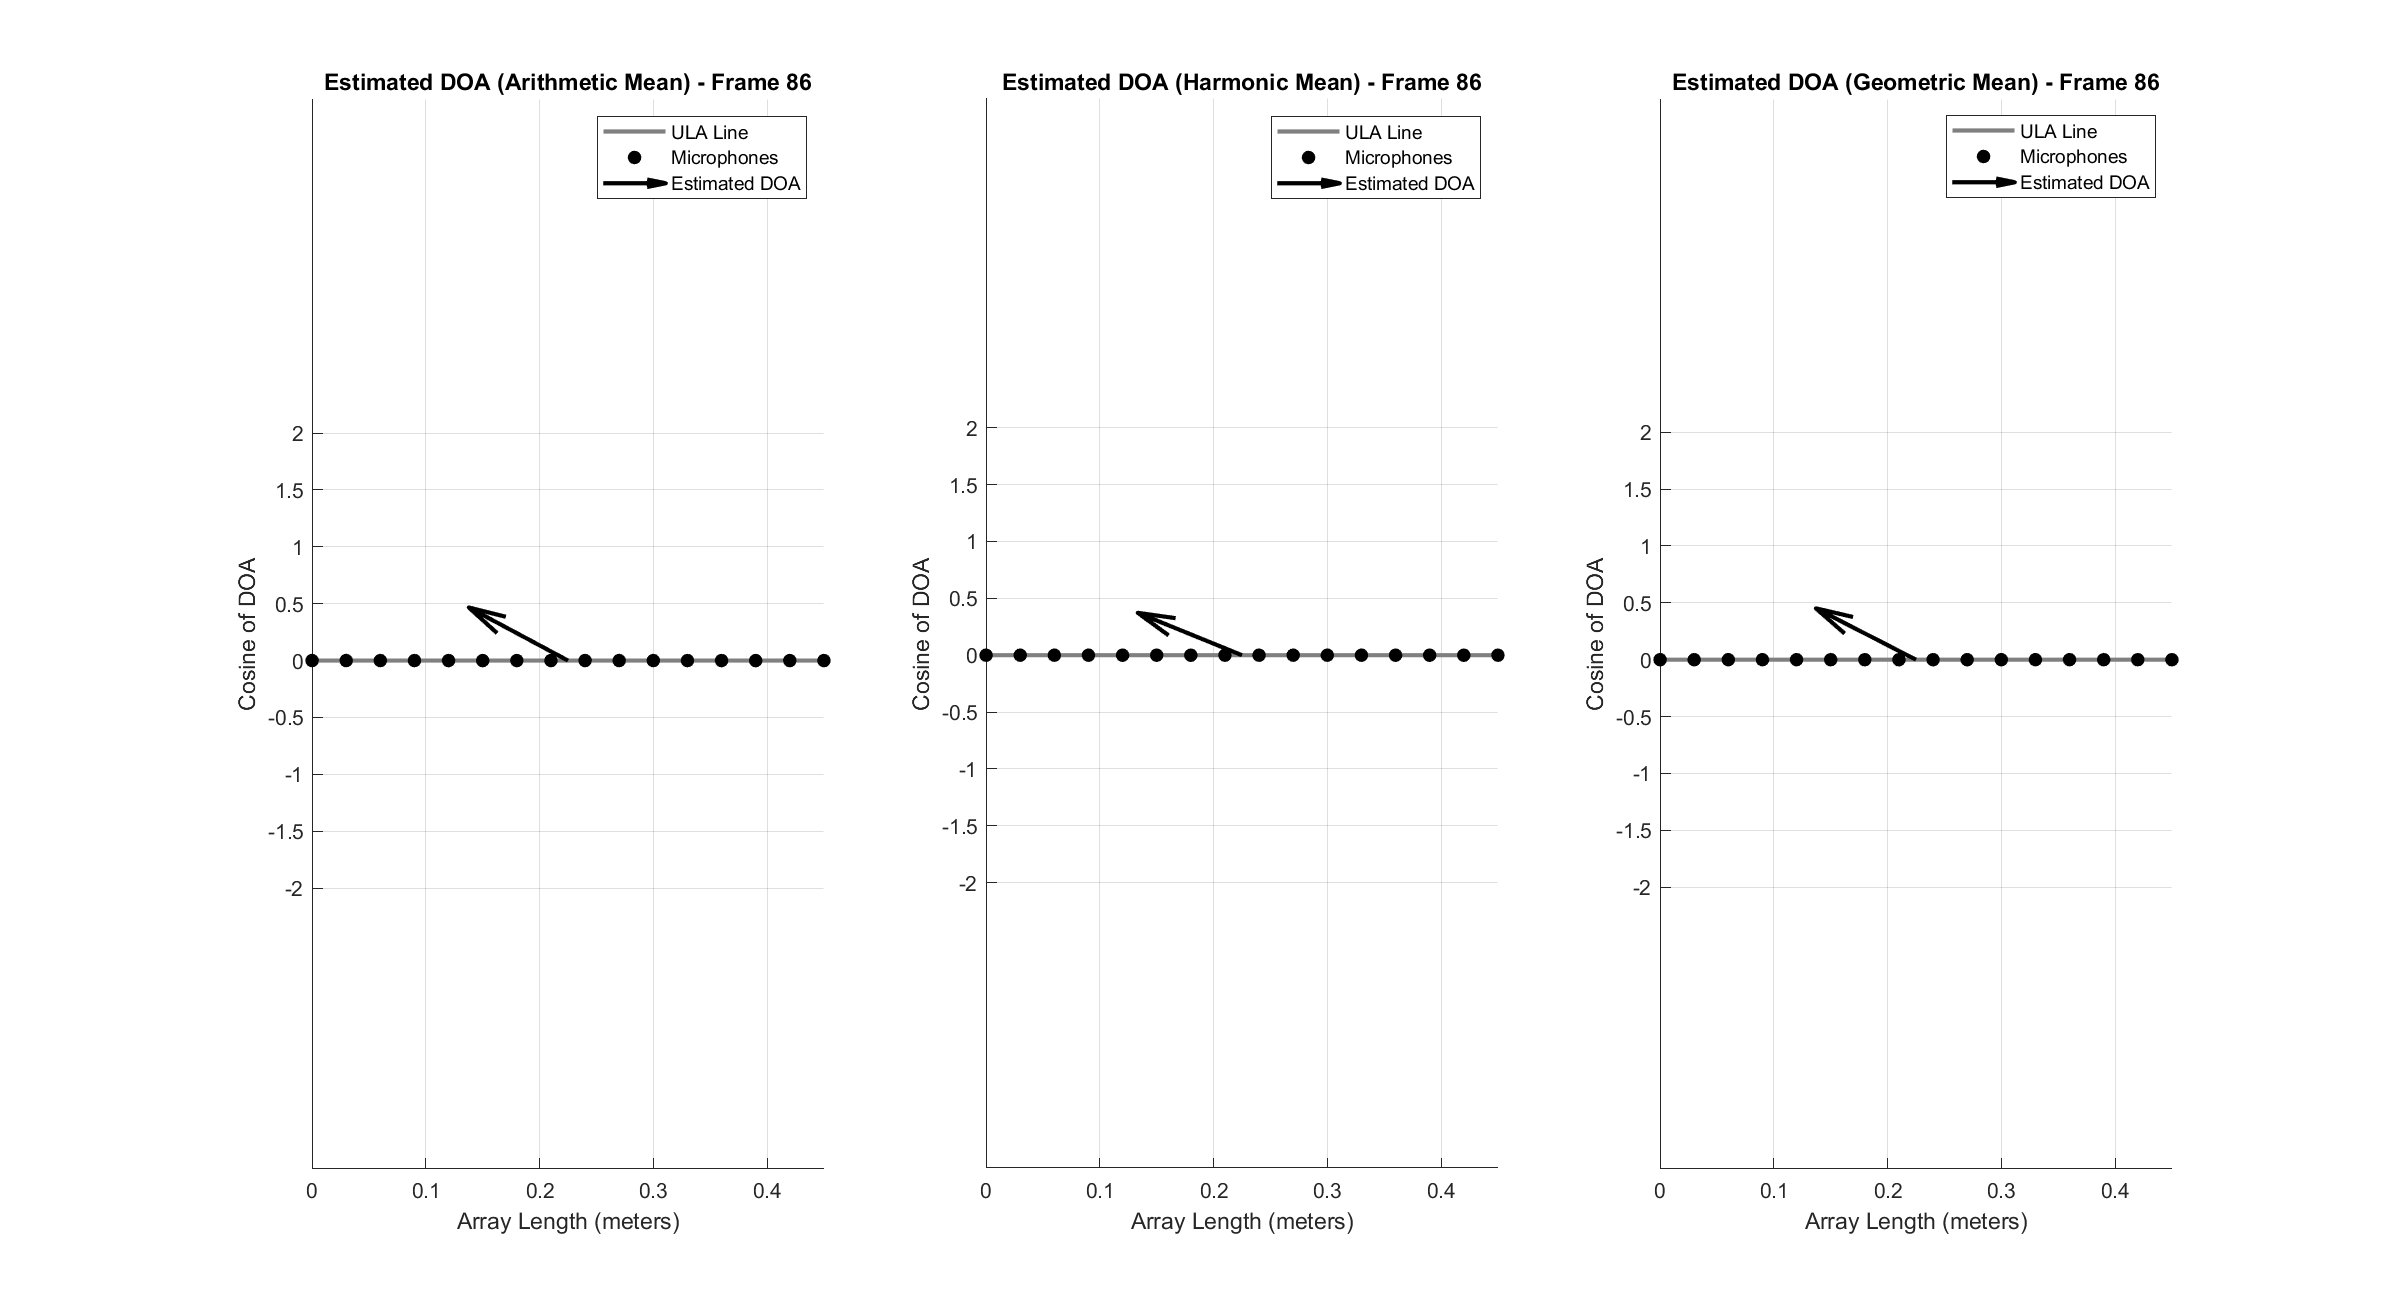 Estimated DOA (Arithmetic Mean) - Frame 86
ULA Line
Microphones
Estimated DOA
2
1.5
1
0.5
0
-0.5
-1
-1.5
-2
Cosine of DOA
0 0.1 0.2 0.3 0.4
Array Length (meters)
Estimated DOA (Harmonic Mean) - Frame 86
ULA Line
Microphones
Estimated DOA
2
1.5
1
0.5
0
-0.5
-1
-1.5
-2
Cosine of DOA
0 0.1 0.2 0.3 0.4
Array Length (meters)
Estimated DOA (Geometric Mean) - Frame 86
ULA Line
Microphones
Estimated DOA
2
1.5
1
0.5
0
-0.5
-1
-1.5
-2
Cosine of DOA
0 0.1 0.2 0.3 0.4
Array Length (meters)